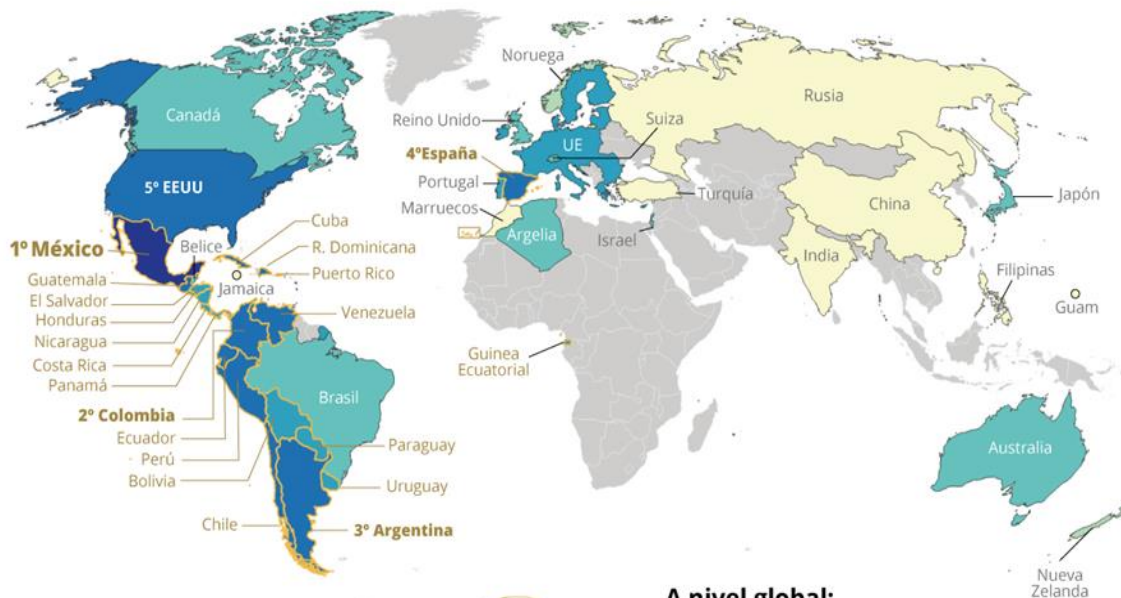 Noruega
Rusia
Canadá
Reino Unido
Suiza
UE
4ºEspaña
5º EEUU
Portugal
Turquía
Japón
Marruecos
China
Cuba
Argelia
Israel
1º México
Belice
R. Dominicana
India
Filipinas
Guatemala
Puerto Rico
Jamaica
El Salvador
Guam
Honduras
Venezuela
Nicaragua
Costa Rica
Guinea
Ecuatorial
Panamá
Brasil
2º Colombia
Australia
Ecuador
Paraguay
Perú
Bolivia
Uruguay
Chile
3º Argentina
Nueva
Zelanda
A nivel global: